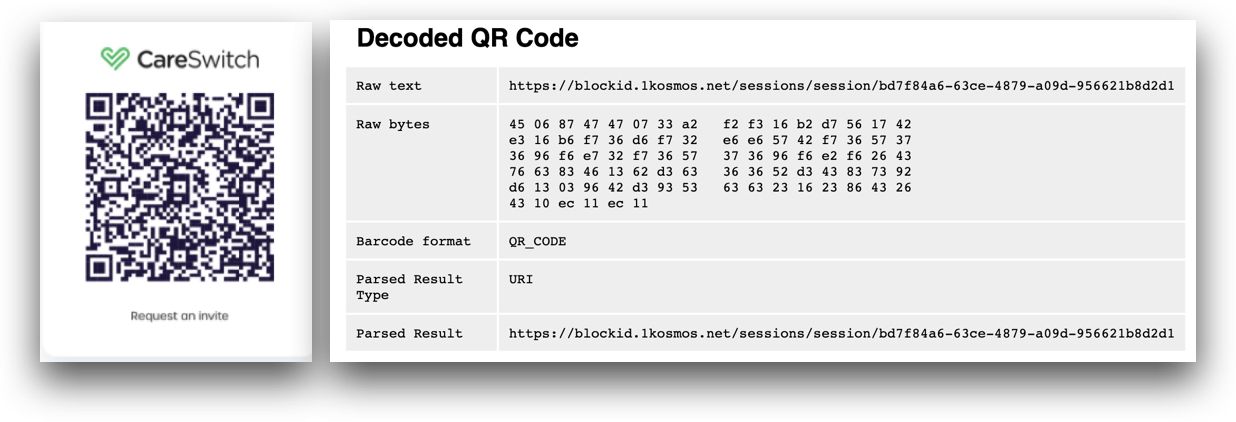 CareSwitch
Request an invite
Decoded QR Code
Raw text https://blockid.1kosmos.net/sessions/session/bd7f84a6-63ce-4879-a09d-956621b8d2d1
Raw bytes 45 06 87 47 47 07 33 a2 f2 f3 16 b2 d7 56 17 42
e3 16 b6 f7 36 d6 f7 32 e6 e6 57 42 f7 36 57 37
36 96 f6 e7 32 f7 36 57 37 36 96 f6 e2 f6 26 43
76 63 83 46 13 62 d3 63 36 36 52 d3 43 83 73 92
d6 13 03 96 42 d3 93 53 63 63 23 16 23 86 43 26
43 10 ec 11 ec 11
Barcode format QR_CODE
Parsed Result URI
Type
Parsed Result https://blockid.1kosmos.net/sessions/session/bd7f84a6-63ce-4879-a09d-956621b8d2d1